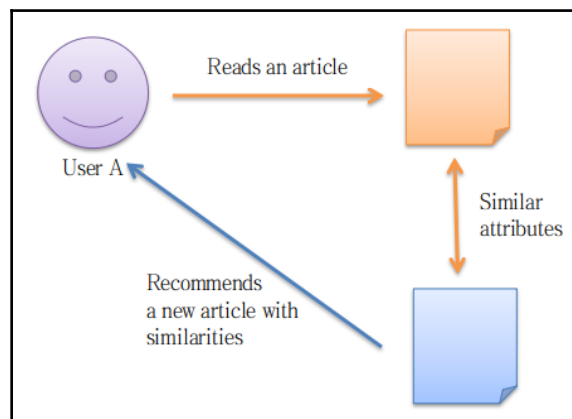 Reads an article
User A
Similar
attributes
Recommends
a new article with
similarities